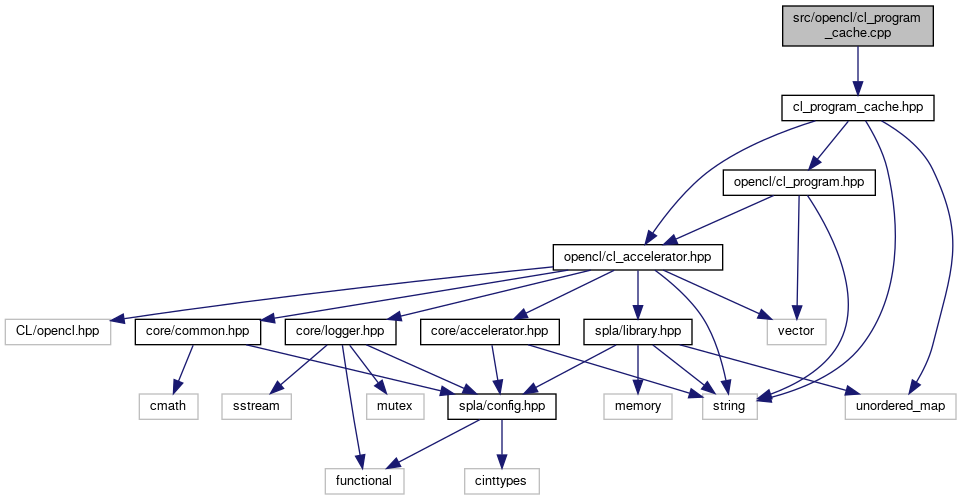 src/opencl/cl_program
_cache.cpp
cl_program_cache.hpp
opencl/cl_program.hpp
opencl/cl_accelerator.hpp
CL/opencl.hpp
core/common.hpp
core/logger.hpp
core/accelerator.hpp
spla/library.hpp
vector
cmath
sstream
mutex
spla/config.hpp
memory
string
unordered_map
functional
cinttypes